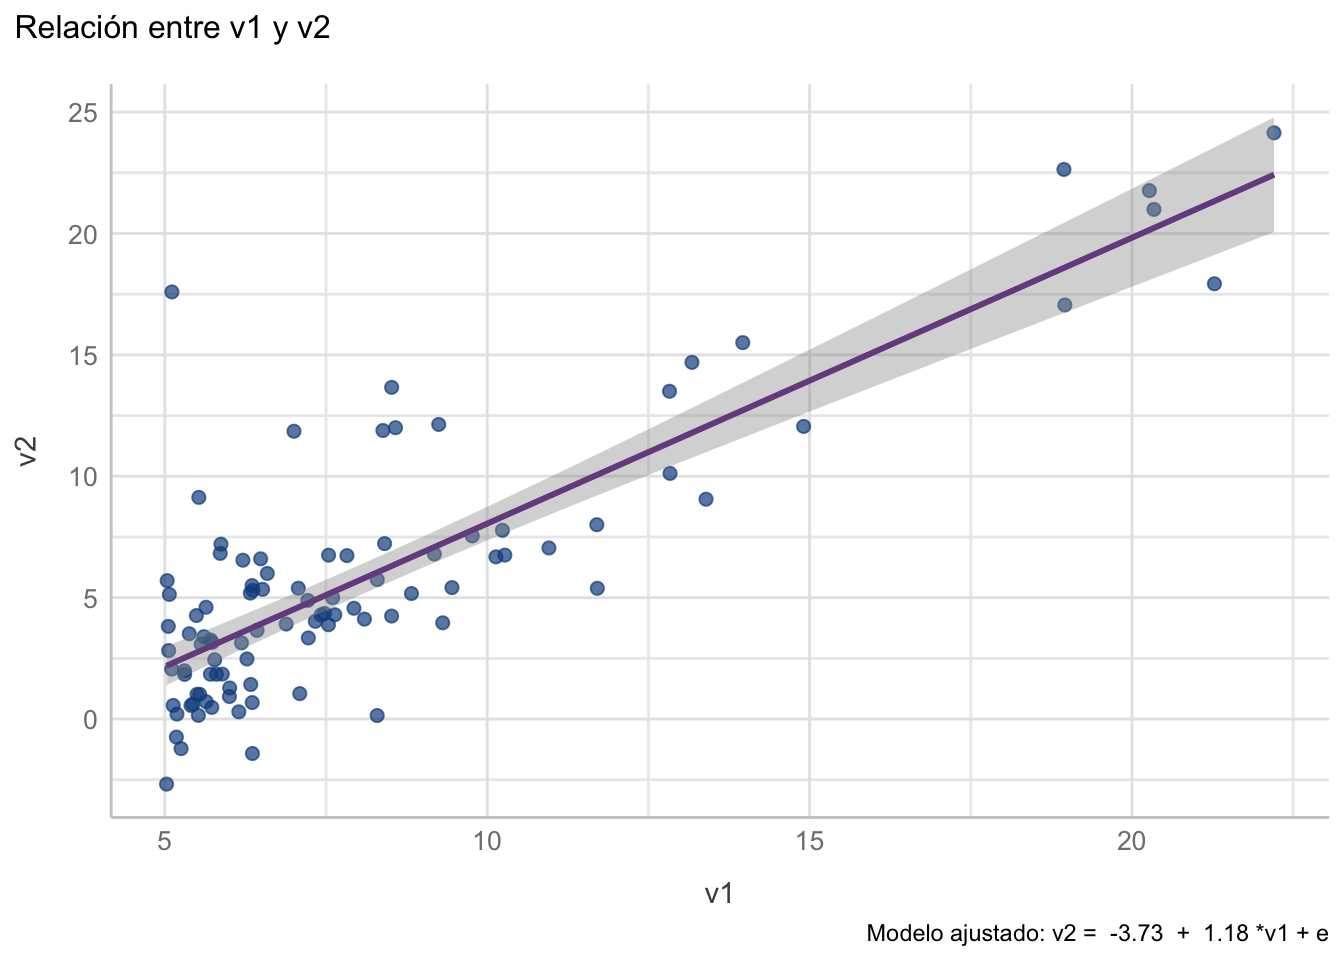 Relación entre v1 y v2
25
20
15
10
5
0
v2
5 10 15 20
v1
Modelo ajustado: v2 =  -3.73  +  1.18 *v1 + e